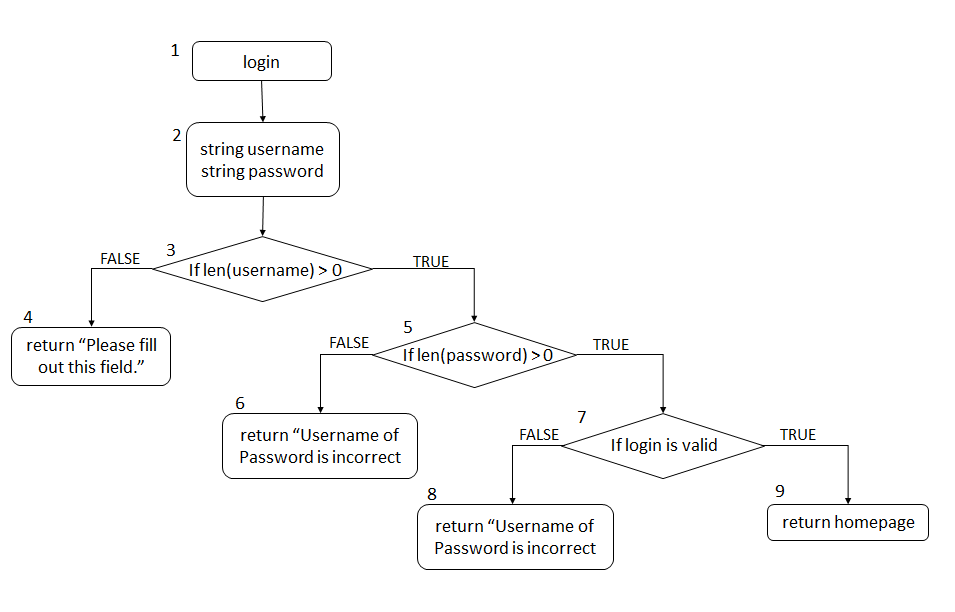 1
login
2
string username
string password
3
If len(username) > 0
FALSE
TRUE
4
return “Please fill
out this field.”
5
If len(password) > 0
FALSE
TRUE
6
return “Username of
Password is incorrect
7
If login is valid
FALSE
TRUE
8
return “Username of
Password is incorrect
9
return homepage